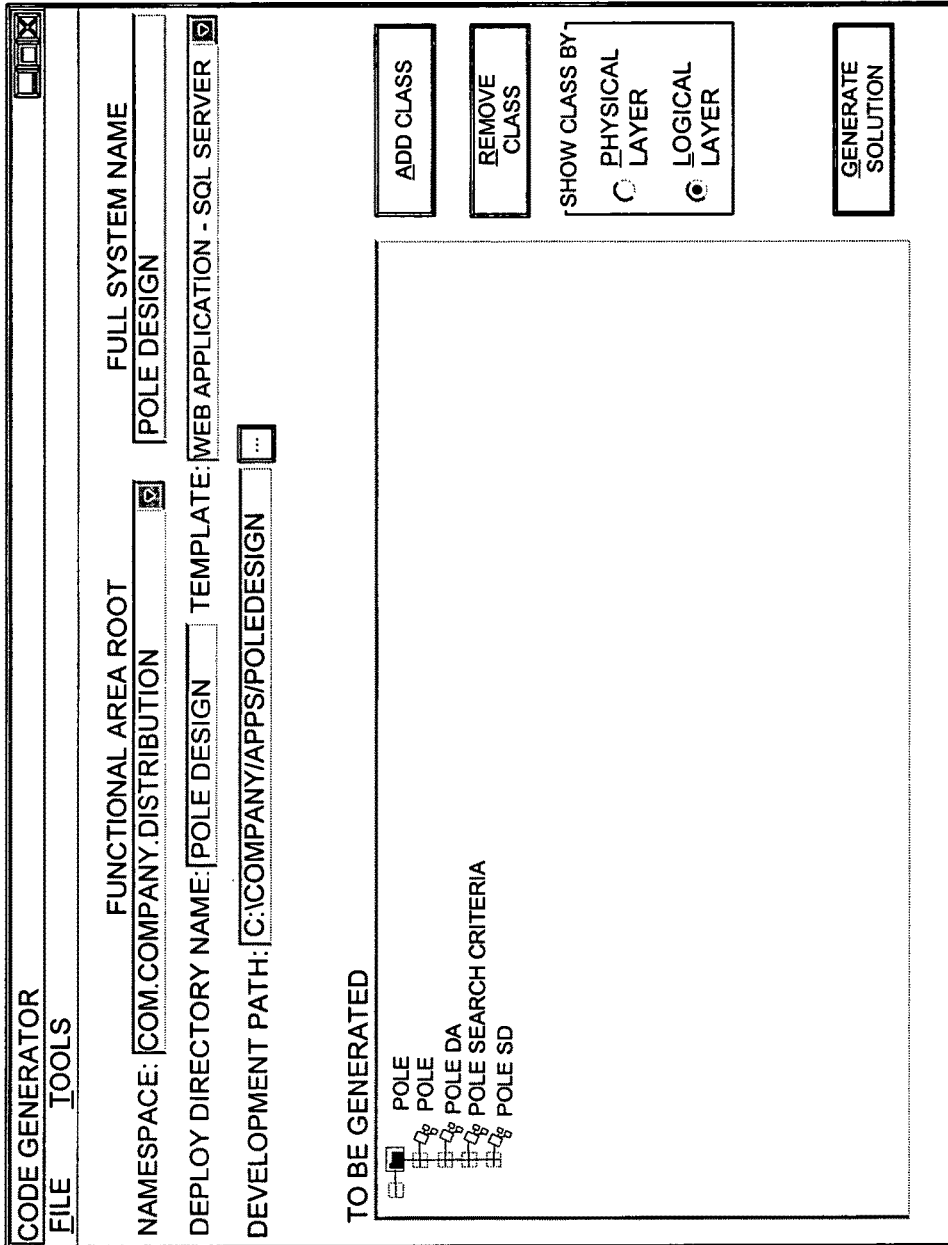 CODE GENERATOR
FILE TOOLS
FUNCTIONAL AREA ROOT FULL SYSTEM NAME
NAMESPACE: COM.COMPANY.DISTRIBUTION POLE DESIGN
DEPLOY DIRECTORY NAME: POLE DESIGN TEMPLATE: WEB APPLICATION - SQL SERVER
DEVELOPMENT PATH: C:\COMPANY/APPS/POLEDESIGN ...
TO BE GENERATED
POLE
POLE
POLE DA
POLE SEARCH CRITERIA
POLE SD
ADD CLASS
REMOVE
CLASS
SHOW CLASS BY
PHYSICAL
LAYER
LOGICAL
LAYER
GENERATE
SOLUTION